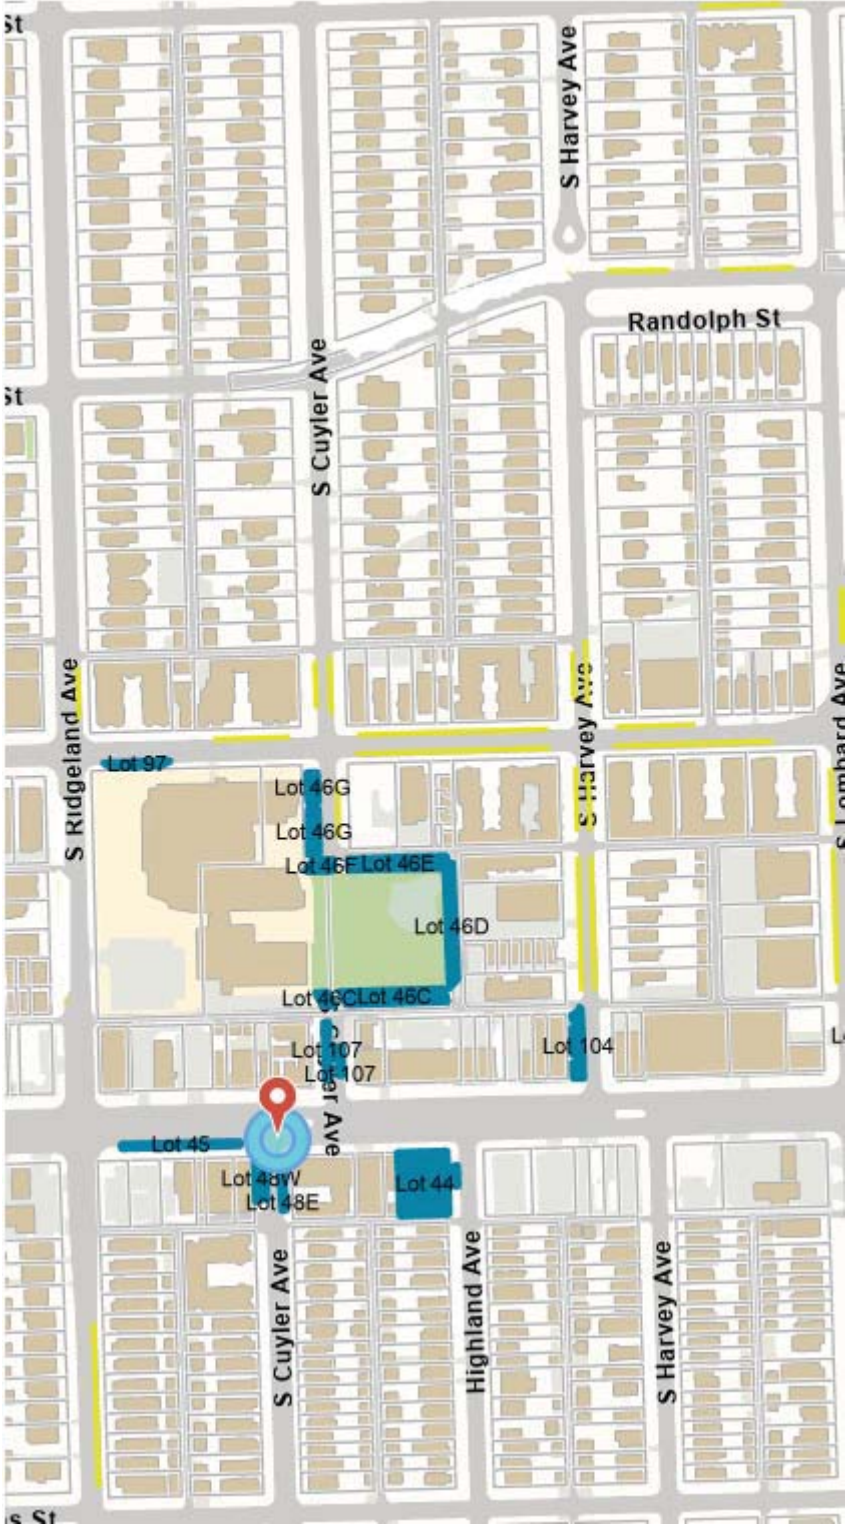 St
S Harvey Ave
Randolph St
St
S Cuyler Ave
S Ridgeland Ave
S Harvey Ave
S Lombard Ave
Lot 97
Lot 46G
Lot 46G
Lot 46F
Lot 46E
Lot 46D
Lot 46C
Lot 46C
Lot 107
Lot 104
Lot 107
Lot 45
Lot 48W
Lot 44
Lot 48E
S Cuyler Ave
Highland Ave
S Harvey Ave
s St